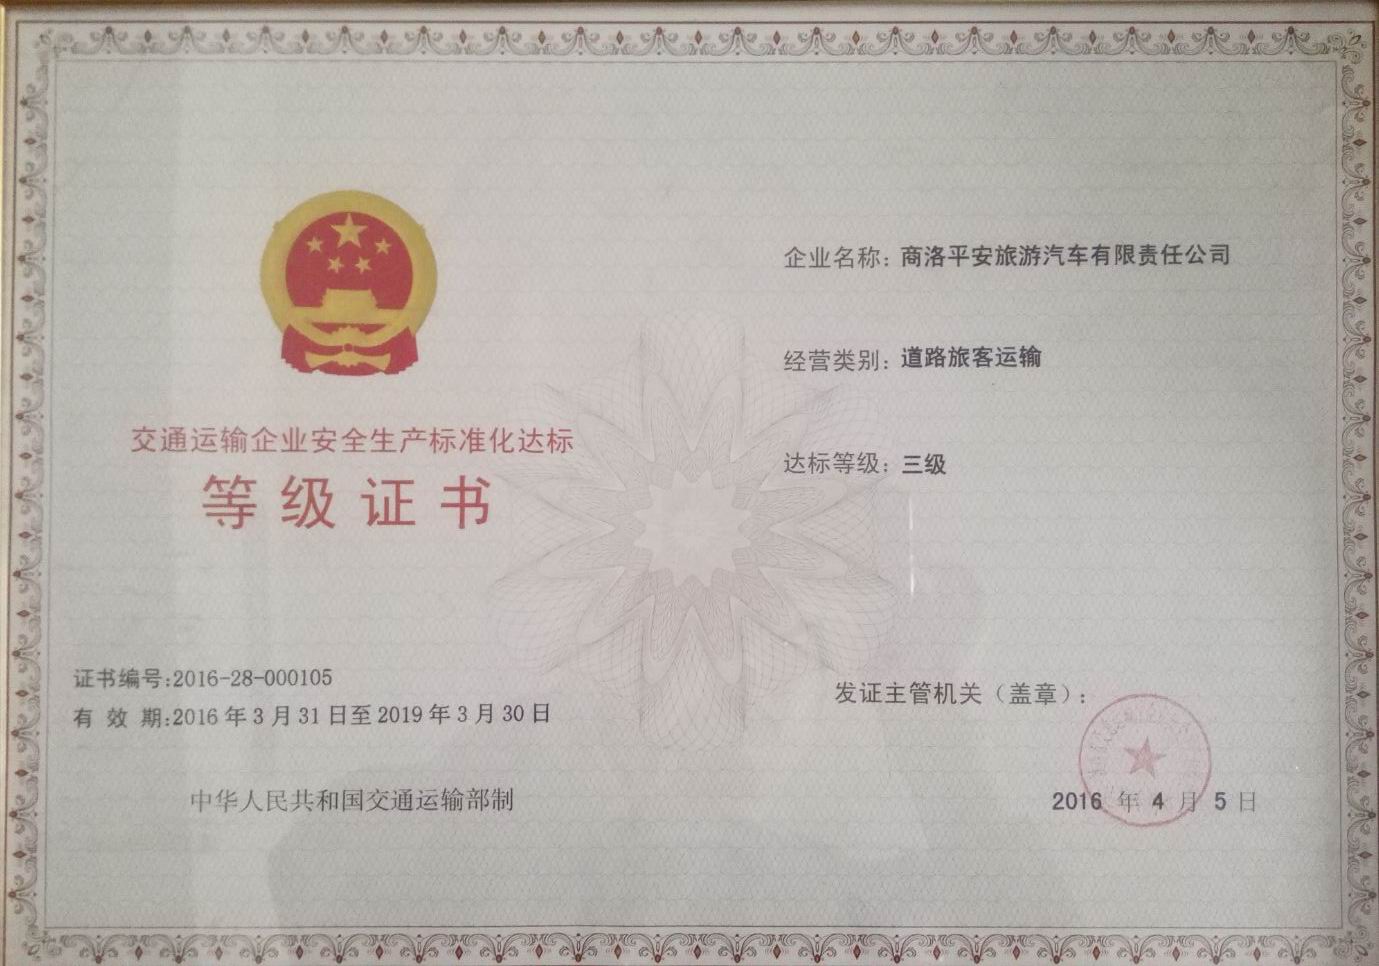 交通运输企业安全生产标准化达标
等级证书
证书编号:2016-28-000105
有 效 期:2016年3月31日至2019年3月30日
中华人民共和国交通运输部制
企业名称: 商洛平安旅游汽车有限责任公司
经营类别: 道路旅客运输
达标等级: 三级
发证主管机关（盖章）:
2016 年 4 月 5 日